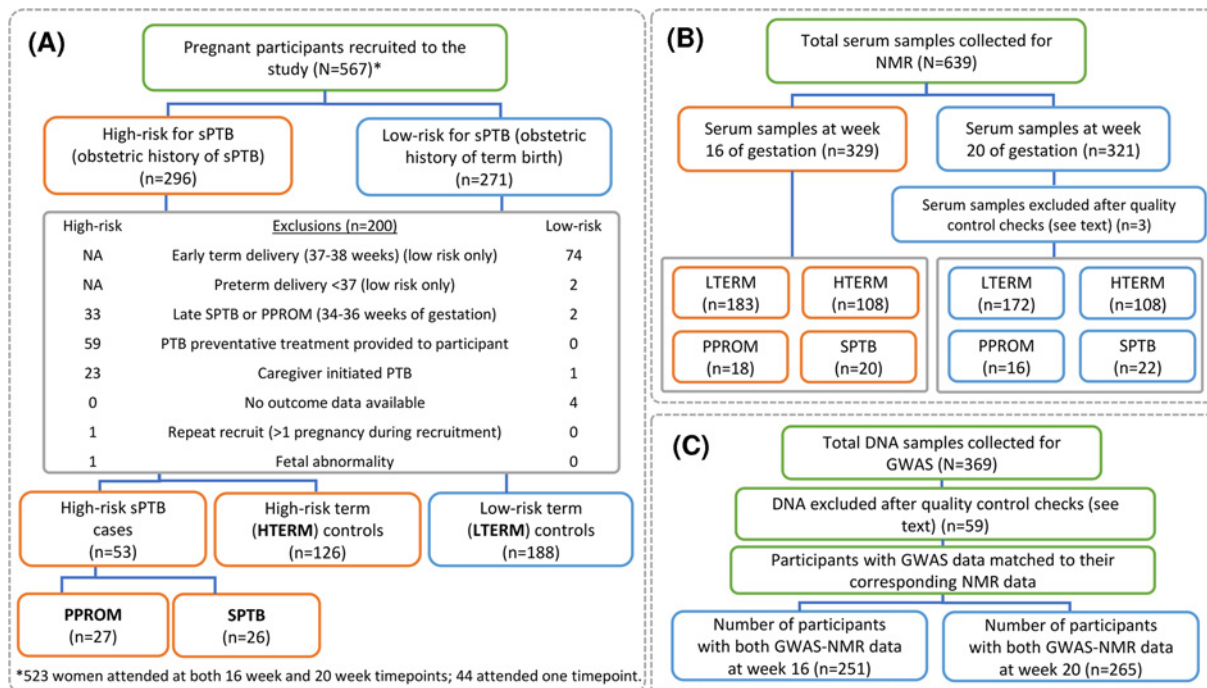 (A)
Pregnant participants recruited to the
study (N=567)*
High-risk for sPTB
(obstetric history of sPTB)
(n=296)
Low-risk for sPTB (obstetric
history of term birth)
(n=271)
High-risk Exclusions (n=200) Low-risk
NA Early term delivery (37-38 weeks) (low risk only) 74
NA Preterm delivery <37 (low risk only) 2
33 Late SPTB or PPROM (34-36 weeks of gestation) 2
59 PTB preventative treatment provided to participant 0
23 Caregiver initiated PTB 1
0 No outcome data available 4
1 Repeat recruit (>1 pregnancy during recruitment) 0
1 Fetal abnormality 0
High-risk sPTB
cases
(n=53)
High-risk term
(HTERM) controls
(n=126)
Low-risk term
(LTERM) controls
(n=188)
PPROM
(n=27)
SPTB
(n=26)
*523 women attended at both 16 week and 20 week timepoints; 44 attended one timepoint.
(B)
Total serum samples collected for
NMR (N=639)
Serum samples at week
16 of gestation (n=329)
Serum samples at week
20 of gestation (n=321)
Serum samples excluded after quality
control checks (see text) (n=3)
LTERM
(n=183)
HTERM
(n=108)
PPROM
(n=18)
SPTB
(n=20)
LTERM
(n=172)
HTERM
(n=108)
PPROM
(n=16)
SPTB
(n=22)
(C)
Total DNA samples collected for
GWAS (N=369)
DNA excluded after quality control checks (see
text) (n=59)
Participants with GWAS data matched to their
corresponding NMR data
Number of participants
with both GWAS-NMR data
at week 16 (n=251)
Number of participants
with both GWAS-NMR data
at week 20 (n=265)